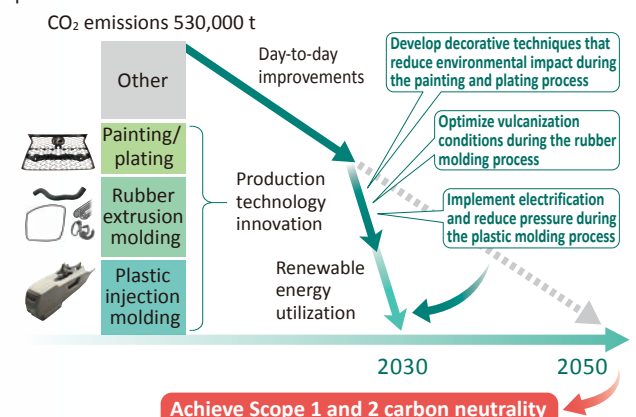 CO₂ emissions 530,000 t
Other
Painting/
plating
Rubber
extrusion
molding
Plastic
injection
molding
Production
technology
innovation
Day-to-day
improvements
Renewable
energy
utilization
Develop decorative techniques that
reduce environmental impact during
the painting and plating process
Optimize vulcanization
conditions during the rubber
molding process
Implement electrification
and reduce pressure during
the plastic molding process
2030
2050
Achieve Scope 1 and 2 carbon neutrality